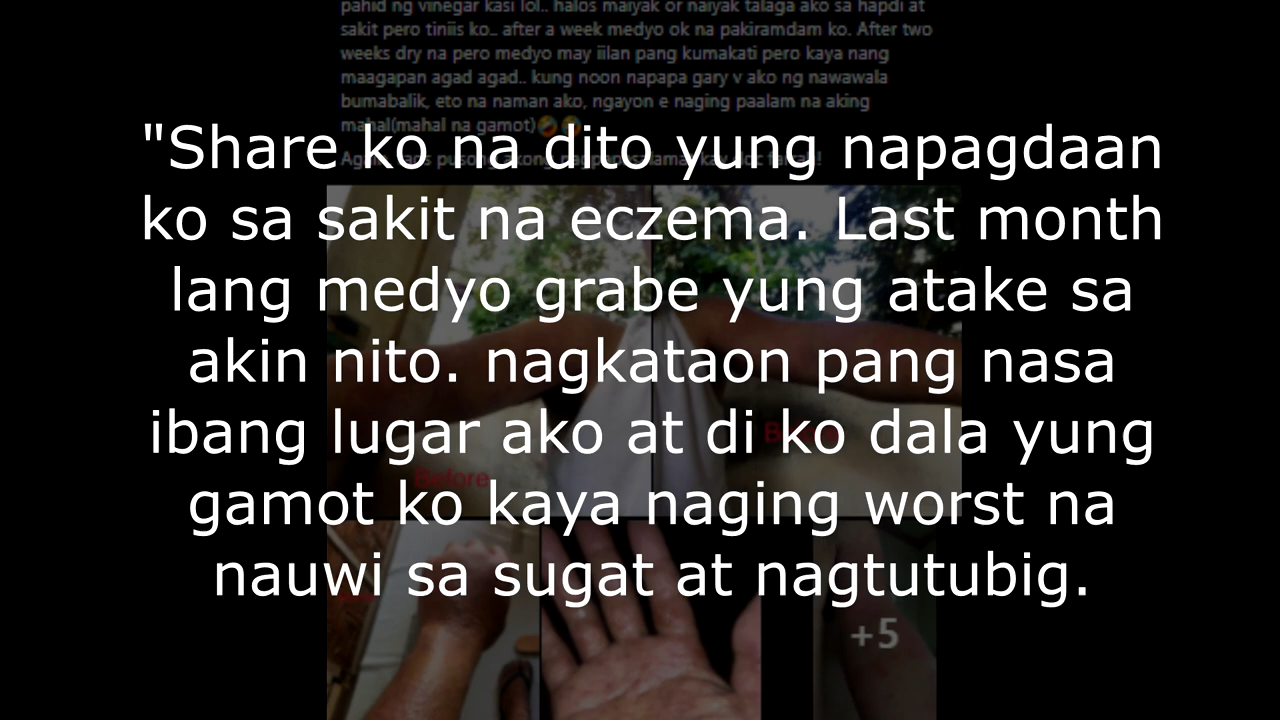 pahid ng vinegar kasi lol.. halos maiyak or naiyak talaga ako sa hapdi at
sakit pero tiniis ko.. after a week medyo ok na pakiramdam ko. After two
weeks dry na pero medyo may iilan pang kumakati pero kaya nang
maagapan agad agad.. kung noon napapa gary v ako ng nawawala
bumabalik, eto na naman ako, ngayon e naging paalam na aking
mahal(mahal na gamot)🤣
"Share ko na dito yung napagdaan
ko sa sakit na eczema. Last month
lang medyo grabe yung atake sa
akin nito. nagkataon pang nasa
ibang lugar ako at di ko dala yung
gamot ko kaya naging worst na
nauwi sa sugat at nagtutubig.
Before
+5